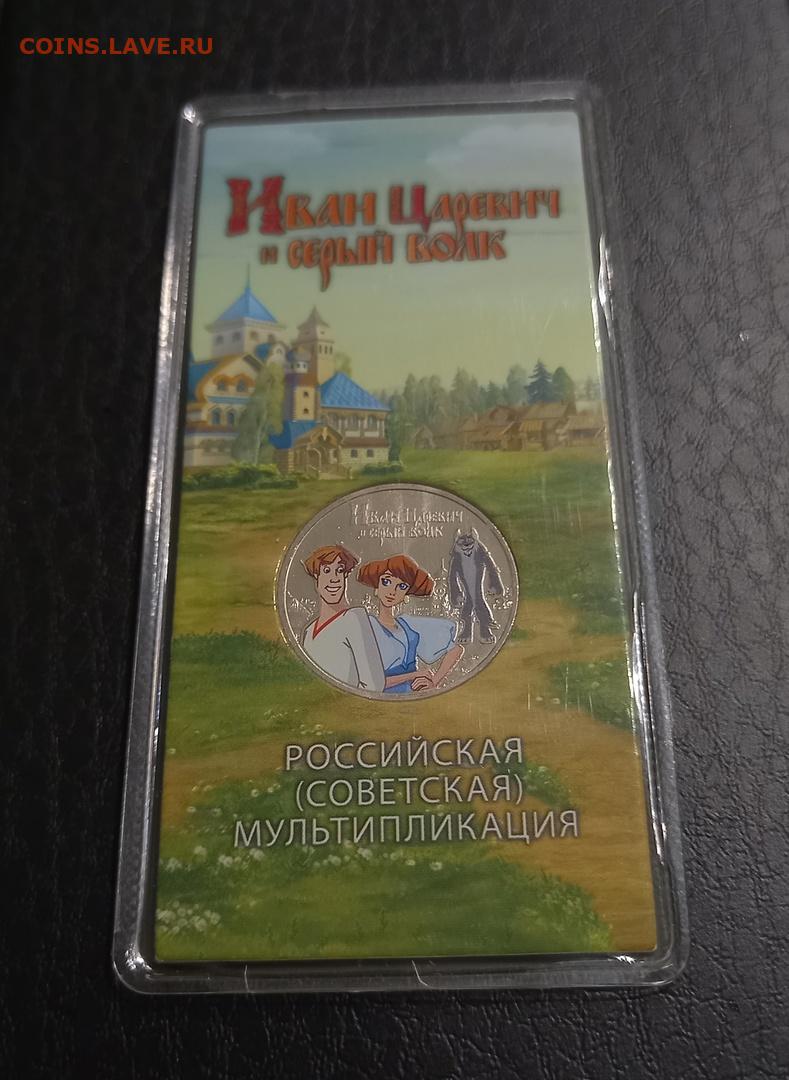 COINS.LAVE.RU
Иван Царевич
и серый волк
Иван Царевич
и серый волк
РОССИЙСКАЯ
(СОВЕТСКАЯ)
МУЛЬТИПЛИКАЦИЯ